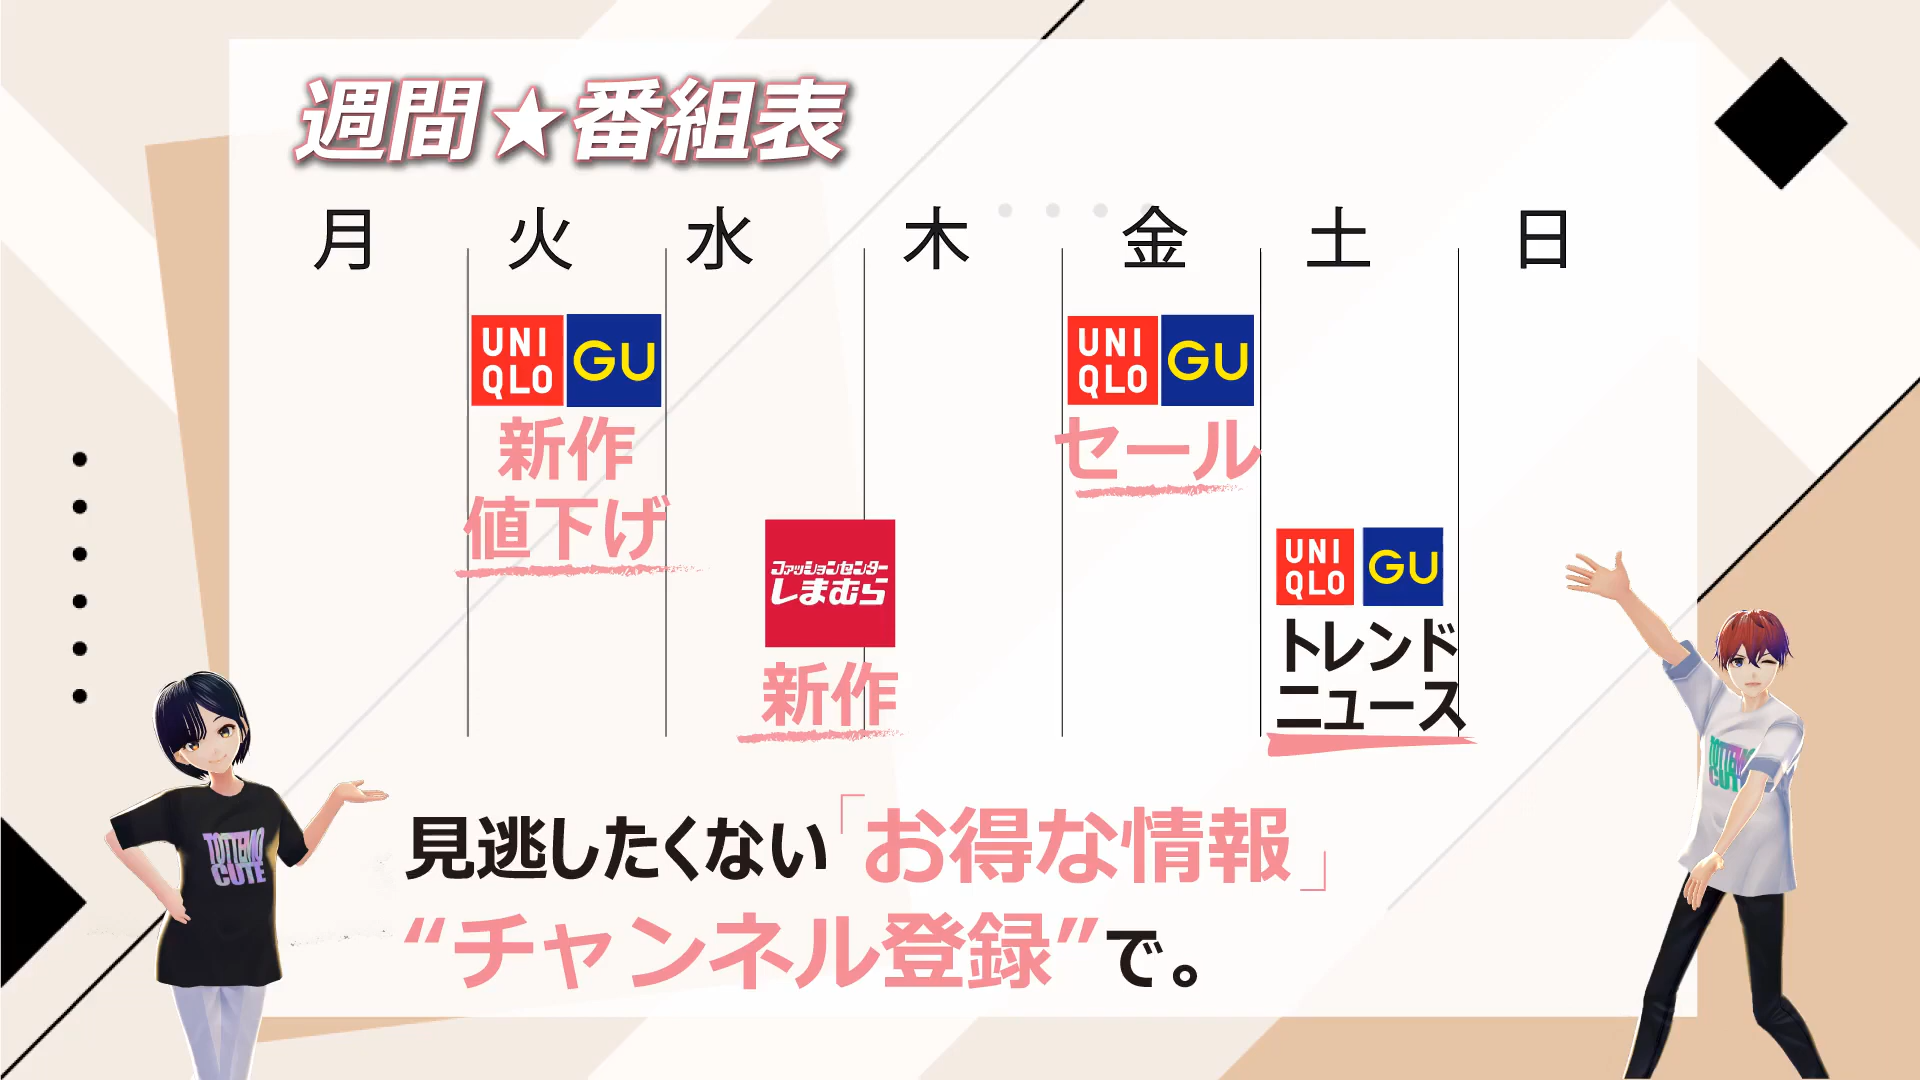 週間★番組表
月 火 水 木 金 土 日
UNI
QLO
GU
新作
値下げ
ファッションセンター
しまむら
新作
UNI
QLO
GU
セール
UNI
QLO
GU
トレンド
ニュース
見逃したくない「お得な情報」
“チャンネル登録”で。
TOTTEMO
CUTE
TOTTEMO
CUTE